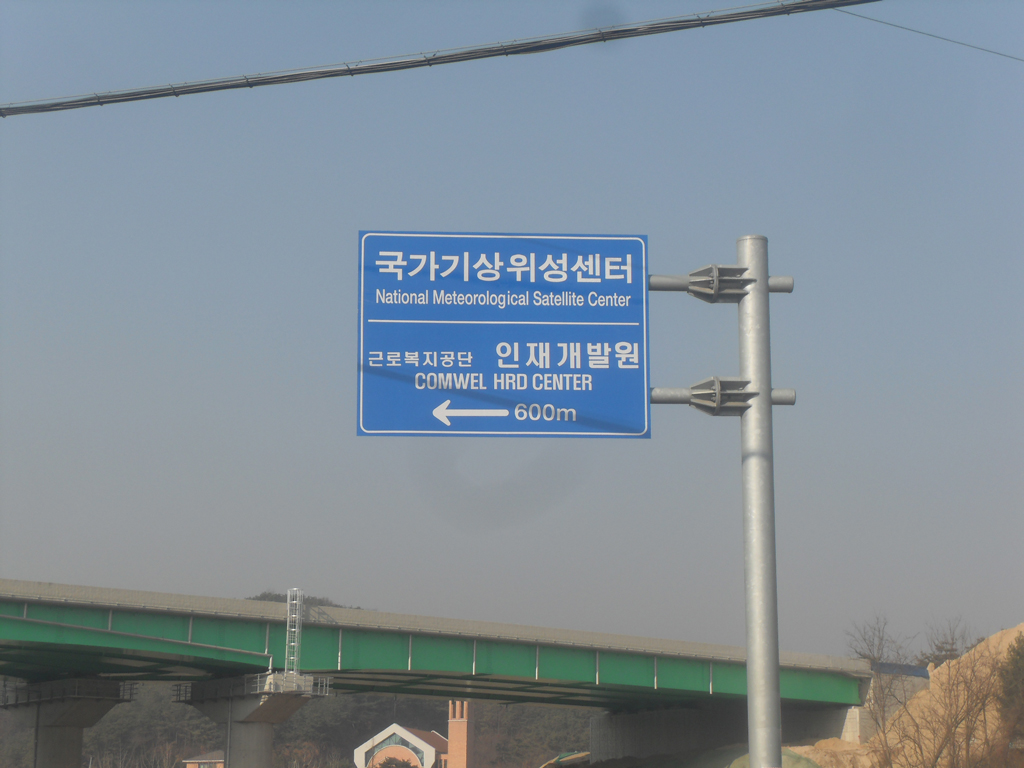 국가기상위성센터
National Meteorological Satellite Center
근로복지공단 인재개발원
COMWEL HRD CENTER
600m